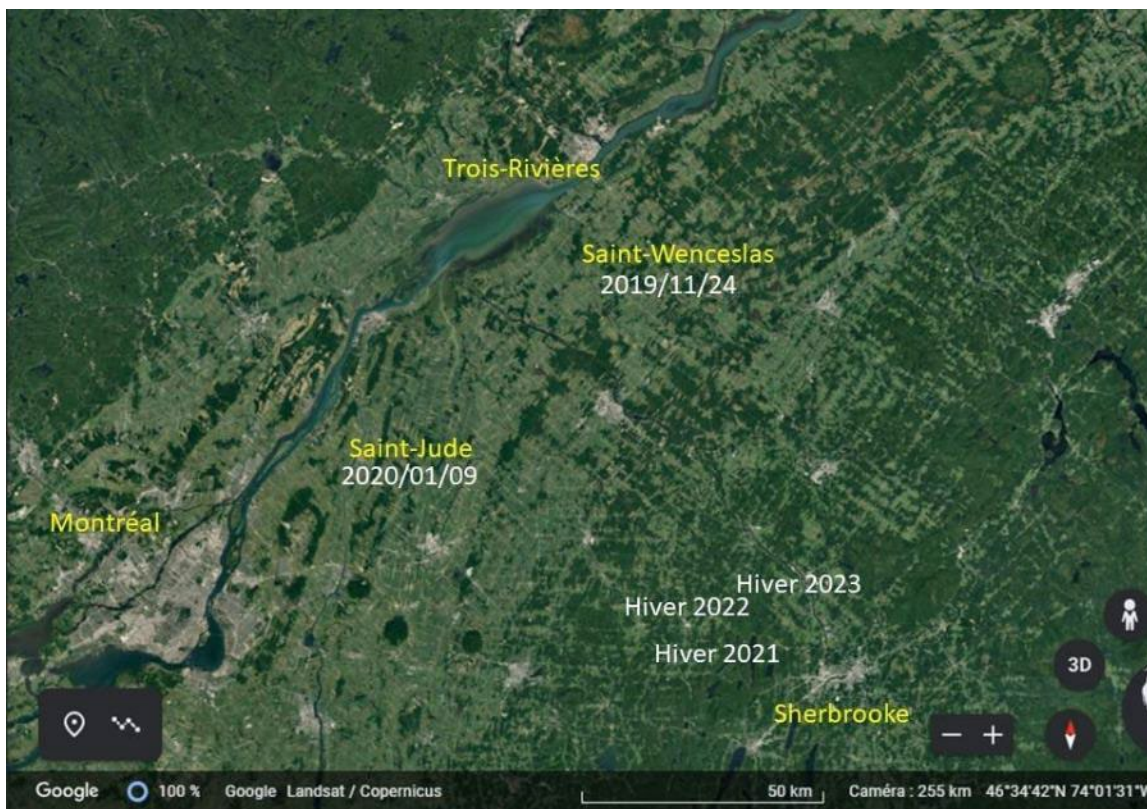 Trois-Rivières
Saint-Wenceslas
2019/11/24
Saint-Jude
2020/01/09
Montréal
Hiver 2023
Hiver 2022
Hiver 2021
3D
Sherbrooke
Google 100 % Google Landsat / Copernicus 50 km Caméra : 255 km 46°34'42"N 74°01'31"